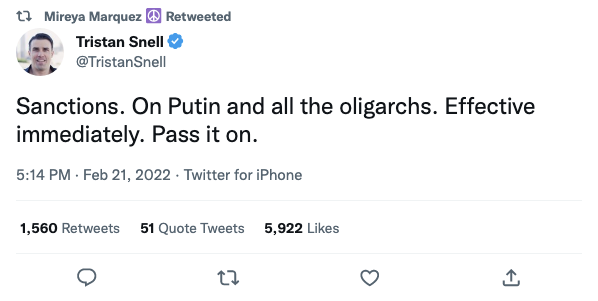 Mireya Marquez ☮ Retweeted
Tristan Snell
@TristanSnell
Sanctions. On Putin and all the oligarchs. Effective
immediately. Pass it on.
5:14 PM · Feb 21, 2022 · Twitter for iPhone
1,560 Retweets 51 Quote Tweets 5,922 Likes